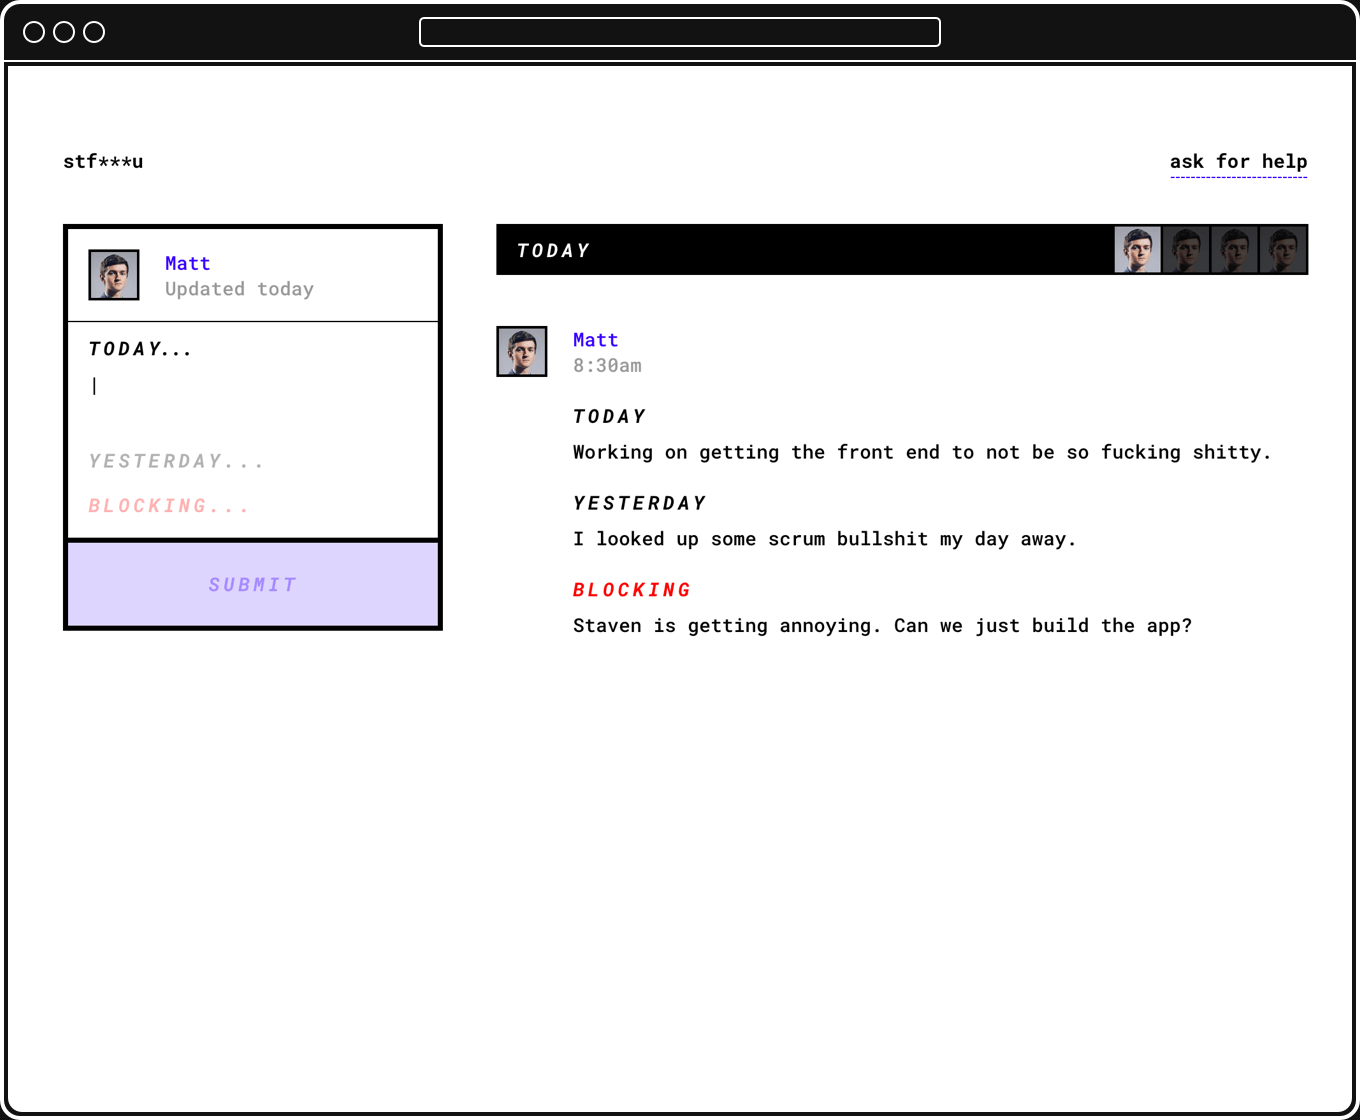 stf***u
ask for help
Matt
Updated today
TODAY...
YESTERDAY...
BLOCKING...
SUBMIT
TODAY
Matt
8:30am
TODAY
Working on getting the front end to not be so fucking shitty.
YESTERDAY
I looked up some scrum bullshit my day away.
BLOCKING
Staven is getting annoying. Can we just build the app?